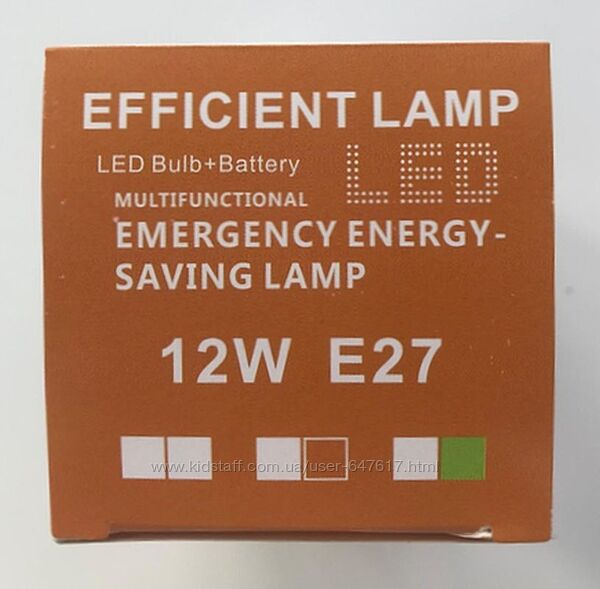 EFFICIENT LAMP
LED Bulb+Battery
LED
MULTIFUNCTIONAL
EMERGENCY ENERGY-
SAVING LAMP
12W E27
www.kidstaff.com.ua/user-647617.html